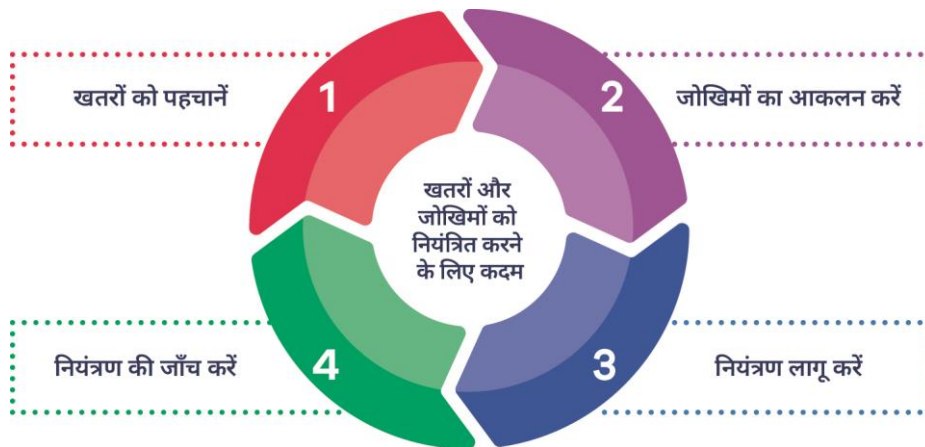 खतरों को पहचानें
1
2
जोखिमों का आकलन करें
खतरों और
जोखिमों को
नियंत्रित करने
के लिए कदम
नियंत्रण की जाँच करें
4
3
नियंत्रण लागू करें